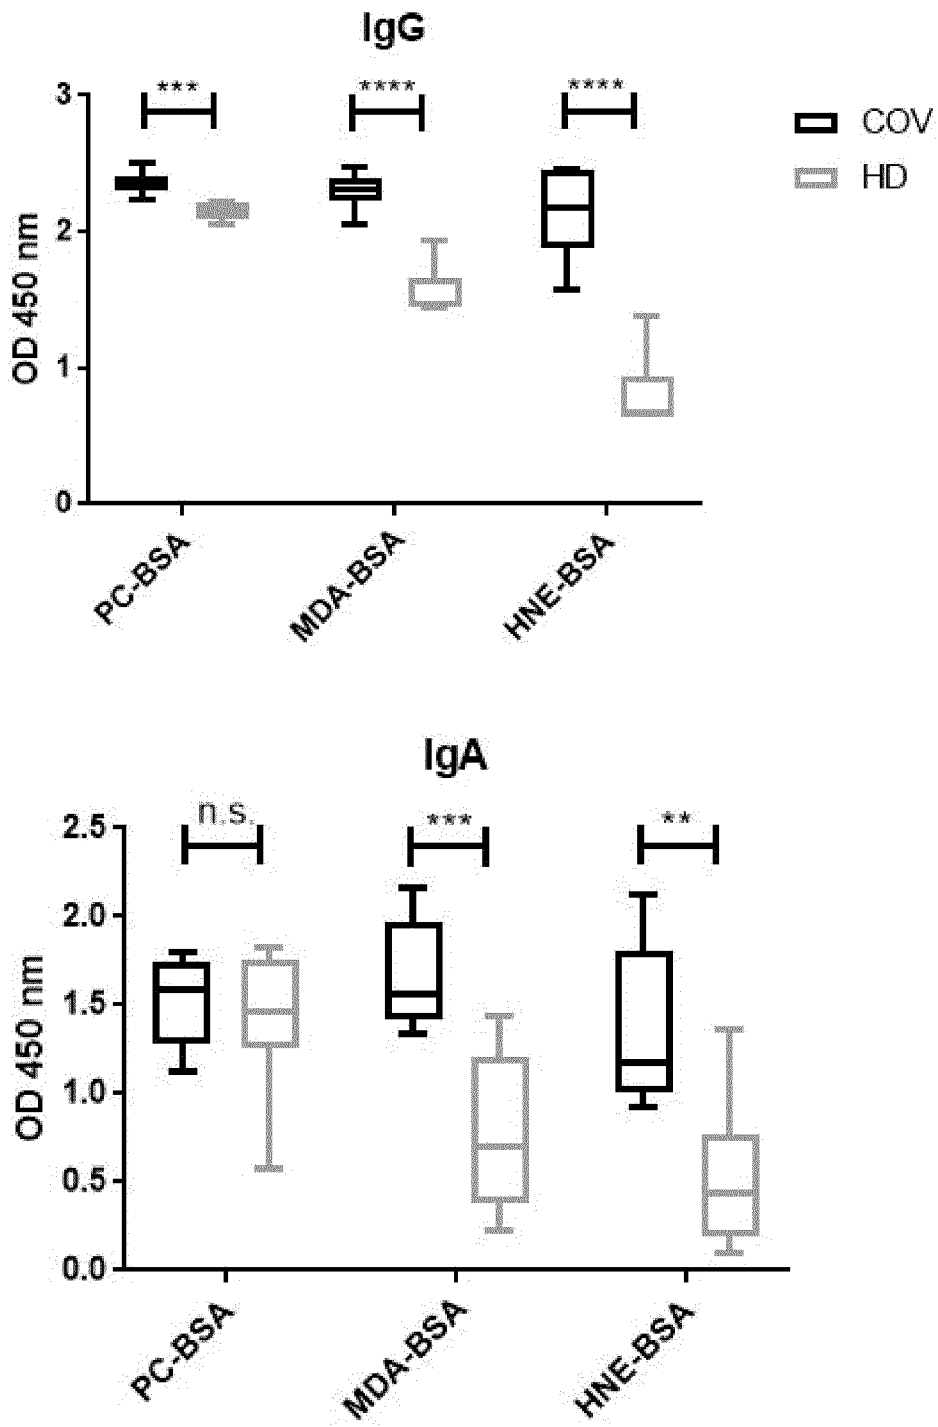 IgG
*** **** ****
COV
HD
3
2
1
0
OD 450 nm
PC-BSA MDA-BSA HNE-BSA
IgA
n.s. *** **
2.5
2.0
1.5
1.0
0.5
0.0
OD 450 nm
PC-BSA MDA-BSA HNE-BSA